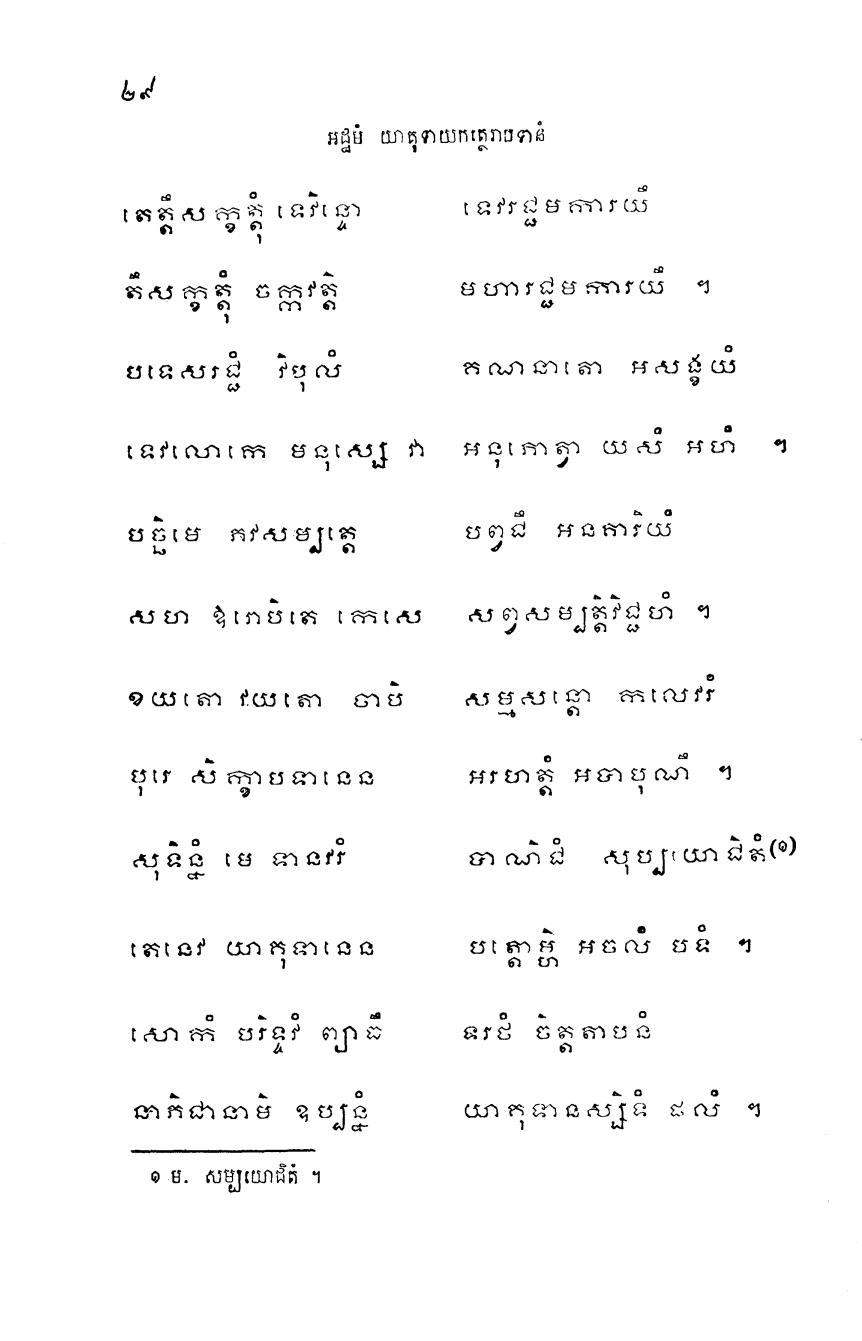 ២៩
អដ្ឋមំ យាគុទាយកត្ថេរាបទានំ
តេត្តឹសក្ខត្តុំ ទេវិន្ទោ ទេវរជ្ជមការយឹ
តឹសក្ខត្តុំ ចក្កវត្តិ មហារជ្ជមការយឹ ។
បទេសរជ្ជំ វិបុលំ គណនាតោ អសង្ខយំ
ទេវលោកេ មនុស្សេ វា អនុភោត្វា យសំ អហំ ។
បច្ឆិមេ ភវសម្បត្តេ បព្វជឹ អនគារិយំ
សហ ឱរោបិតេ កេសេ សព្វសម្បត្តិវិជ្ជហំ ។
ខយតោ វយតោ ចាបិ សម្មសន្តោ កលេវរំ
បុរេ សិក្ខាបទានេន អរហត្តំ អបាបុណឹ ។
សុទិន្នំ មេ ទានវរំ វាណិជំ សុប្បយោជិតំ(១)
តេនេវ យាគុទានេន បត្តោម្ហិ អចលំ បទំ ។
សោកំ បរិទ្ទវំ ព្យាធឹ ទរថំ ចិត្តតាបនំ
នាភិជានាមិ ឧប្បន្នំ យាគុទានស្សិទំ ផលំ ។
១ ម. សម្បយោជិតំ ។